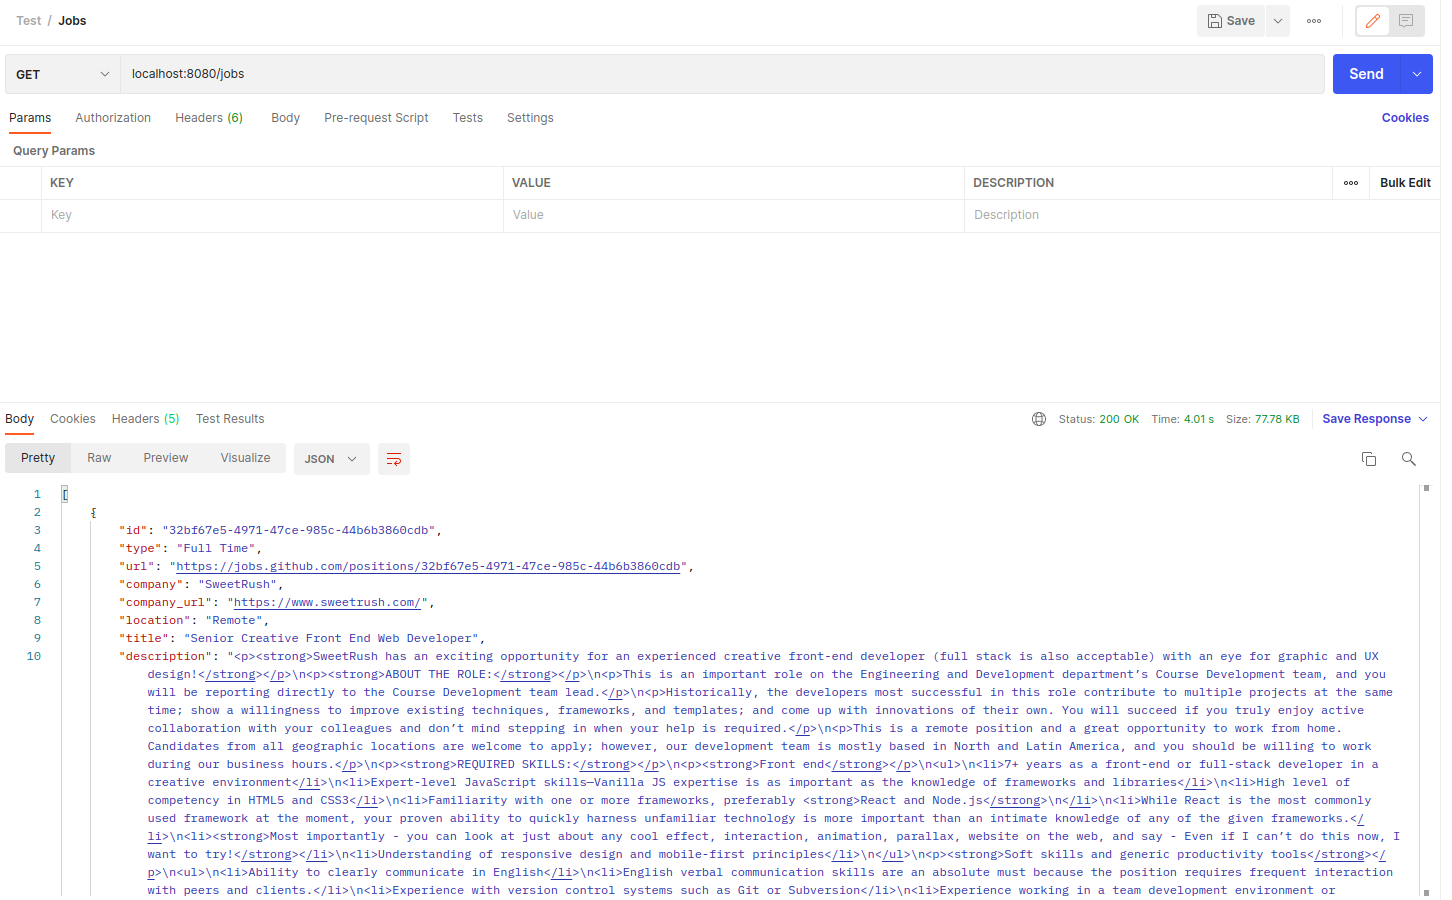 Test / Jobs
Save
GET
localhost:8080/jobs
Send
Params Authorization Headers (6) Body Pre-request Script Tests Settings Cookies
Query Params
KEY VALUE DESCRIPTION Bulk Edit
Key Value Description
Body Cookies Headers (5) Test Results Status: 200 OK Time: 4.01 s Size: 77.78 KB Save Response
Pretty Raw Preview Visualize JSON
1 [
2 {
3 "id": "32bf67e5-4971-47ce-985c-44b6b3860cdb",
4 "type": "Full Time",
5 "url": "https://jobs.github.com/positions/32bf67e5-4971-47ce-985c-44b6b3860cdb",
6 "company": "SweetRush",
7 "company_url": "https://www.sweetrush.com/",
8 "location": "Remote",
9 "title": "Senior Creative Front End Web Developer",
10 "description": "<p><strong>SweetRush has an exciting opportunity for an experienced creative front-end developer (full stack is also acceptable) with an eye for graphic and UX
design!</strong></p>\n<p><strong>ABOUT THE ROLE:</strong></p>\n<p>This is an important role on the Engineering and Development department’s Course Development team, and you
will be reporting directly to the Course Development team lead.</p>\n<p>Historically, the developers most successful in this role contribute to multiple projects at the same
time; show a willingness to improve existing techniques, frameworks, and templates; and come up with innovations of their own. You will succeed if you truly enjoy active
collaboration with your colleagues and don’t mind stepping in when your help is required.</p>\n<p>This is a remote position and a great opportunity to work from home.
Candidates from all geographic locations are welcome to apply; however, our development team is mostly based in North and Latin America, and you should be willing to work
during our business hours.</p>\n<p><strong>REQUIRED SKILLS:</strong></p>\n<p><strong>Front end</strong></p>\n<ul>\n<li>7+ years as a front-end or full-stack developer in a
creative environment</li>\n<li>Expert-level JavaScript skills—Vanilla JS expertise is as important as the knowledge of frameworks and libraries</li>\n<li>High level of
competency in HTML5 and CSS3</li>\n<li>Familiarity with one or more frameworks, preferably <strong>React and Node.js</strong>\n</li>\n<li>While React is the most commonly
used framework at the moment, your proven ability to quickly harness unfamiliar technology is more important than an intimate knowledge of any of the given frameworks.</
li>\n<li><strong>Most importantly - you can look at just about any cool effect, interaction, animation, parallax, website on the web, and say - Even if I can’t do this now, I
want to try!</strong></li>\n<li>Understanding of responsive design and mobile-first principles</li>\n</ul>\n<p><strong>Soft skills and generic productivity tools</strong></
p>\n<ul>\n<li>Ability to clearly communicate in English</li>\n<li>English verbal communication skills are an absolute must because the position requires frequent interaction
with peers and clients.</li>\n<li>Experience with version control systems such as Git or Subversion</li>\n<li>Experience working in a team development environment or